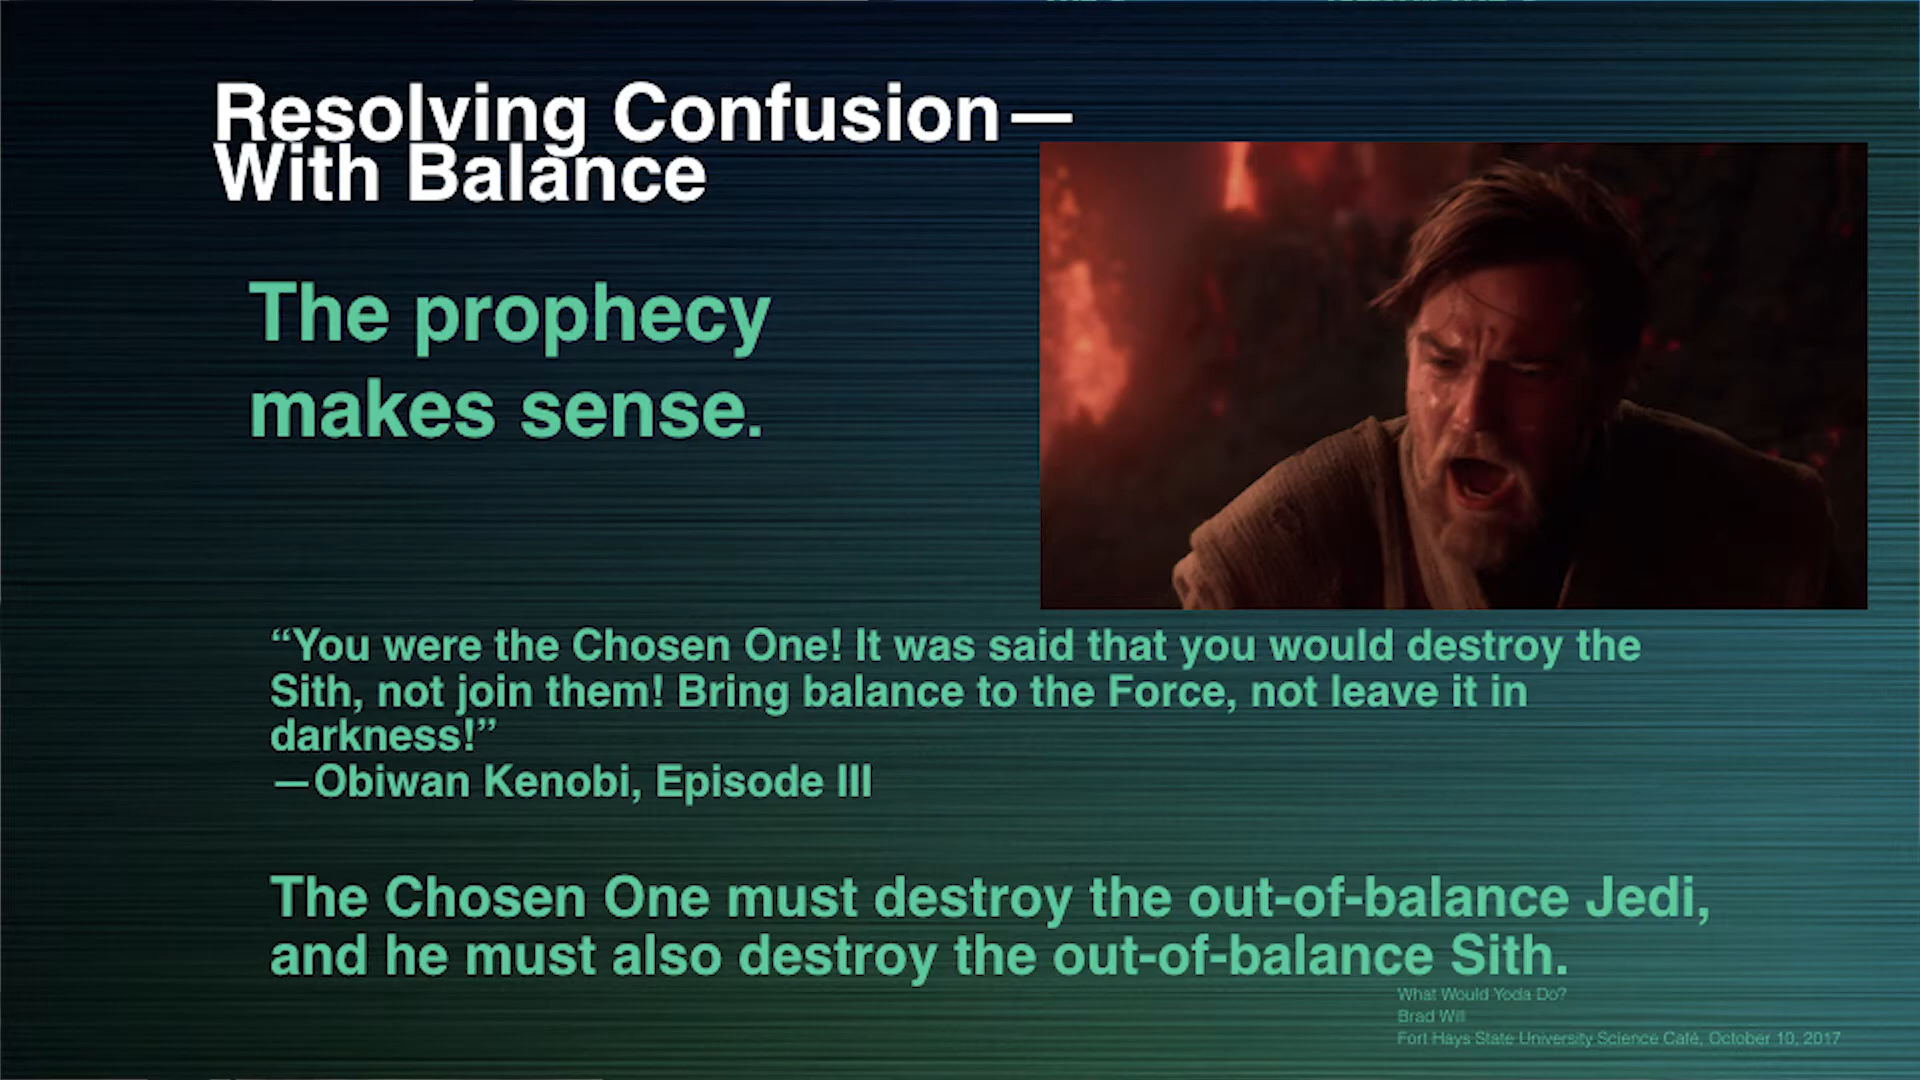 Resolving Confusion—
With Balance
The prophecy
makes sense.
“You were the Chosen One! It was said that you would destroy the
Sith, not join them! Bring balance to the Force, not leave it in
darkness!”
—Obiwan Kenobi, Episode III
The Chosen One must destroy the out-of-balance Jedi,
and he must also destroy the out-of-balance Sith.
What Would Yoda Do?
Brad Will
Fort Hays State University Science Café, October 10, 2017